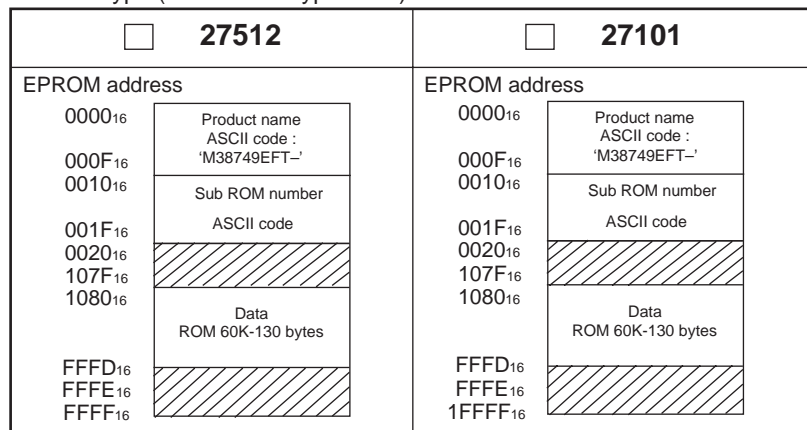 27512
EPROM address
0000₁₆
Product name
ASCII code :
'M38749EFT–'
000F₁₆
0010₁₆
Sub ROM number
ASCII code
001F₁₆
0020₁₆
107F₁₆
1080₁₆
Data
ROM 60K-130 bytes
FFFD₁₆
FFFE₁₆
FFFF₁₆
27101
EPROM address
0000₁₆
Product name
ASCII code :
'M38749EFT–'
000F₁₆
0010₁₆
Sub ROM number
ASCII code
001F₁₆
0020₁₆
107F₁₆
1080₁₆
Data
ROM 60K-130 bytes
FFFD₁₆
FFFE₁₆
1FFFF₁₆